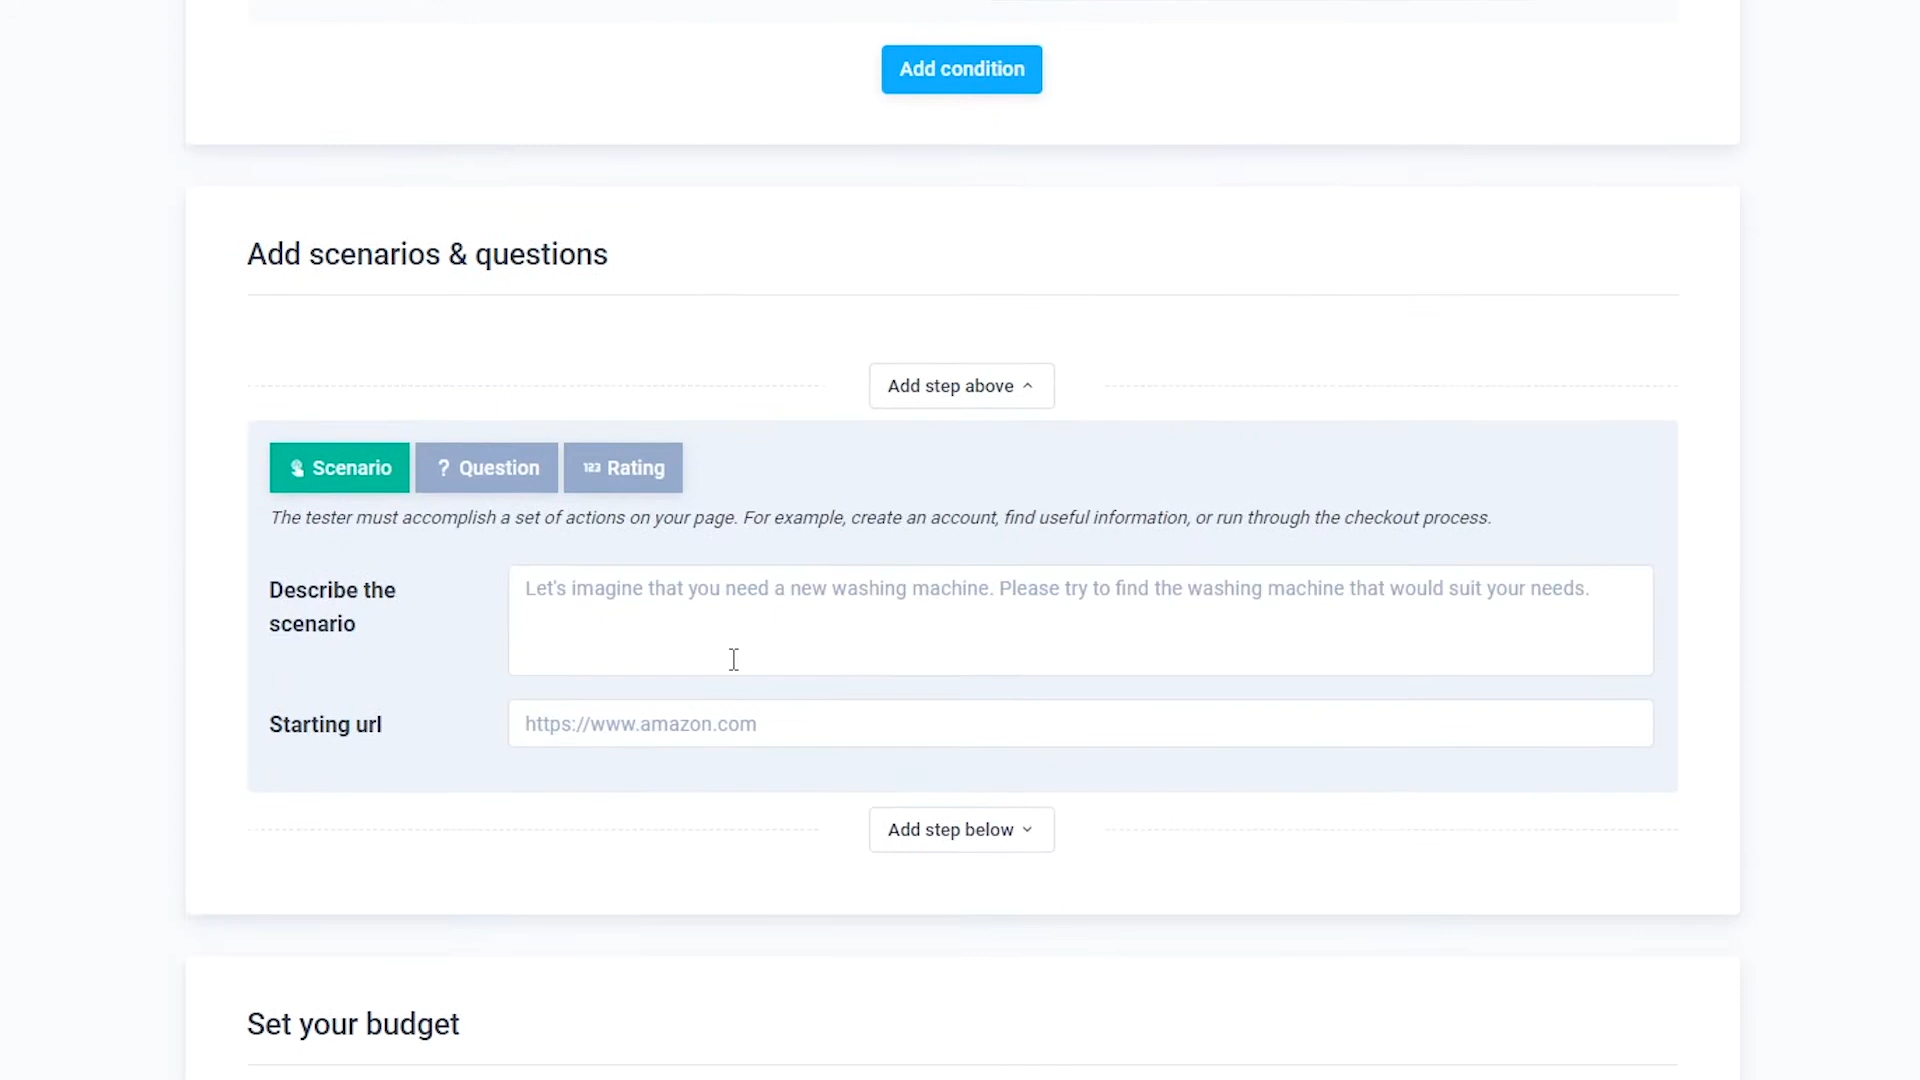 Add condition
Add scenarios & questions
Add step above
Scenario
? Question
123 Rating
The tester must accomplish a set of actions on your page. For example, create an account, find useful information, or run through the checkout process.
Describe the
scenario
Let's imagine that you need a new washing machine. Please try to find the washing machine that would suit your needs.
Starting url
https://www.amazon.com
Add step below
Set your budget